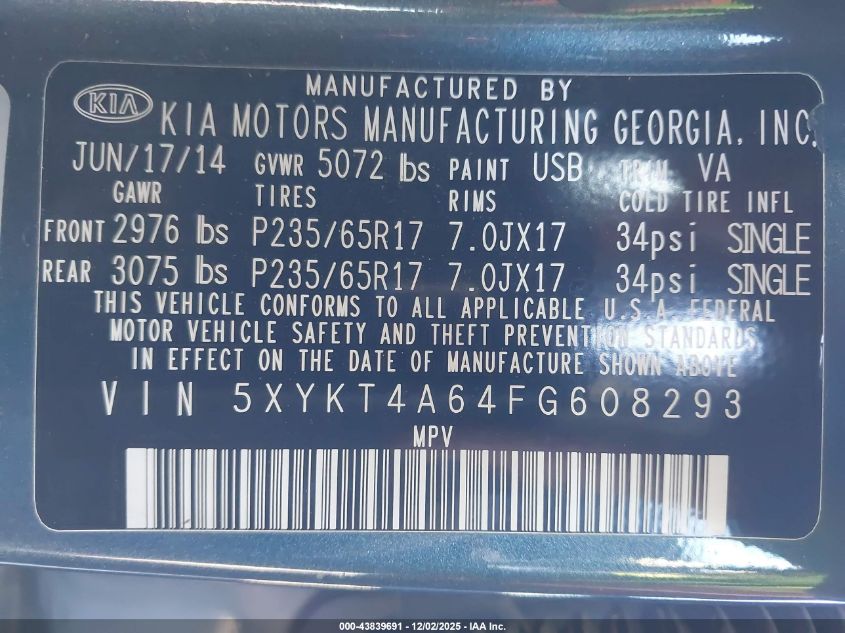 MANUFACTURED BY
KIA KIA MOTORS MANUFACTURING GEORGIA, INC.
JUN/17/14 GVWR 5072 lbs PAINT USB TRIM VA
GAWR TIRES RIMS COLD TIRE INFL
FRONT 2976 lbs P235/65R17 7.0JX17 34psi SINGLE
REAR 3075 lbs P235/65R17 7.0JX17 34psi SINGLE
THIS VEHICLE CONFORMS TO ALL APPLICABLE U.S.A. FEDERAL
MOTOR VEHICLE SAFETY AND THEFT PREVENTION STANDARDS
IN EFFECT ON THE DATE OF MANUFACTURE SHOWN ABOVE
VIN 5XYKT4A64FG608293
MPV
000-43839691 - 12/02/2025 - IAA Inc.